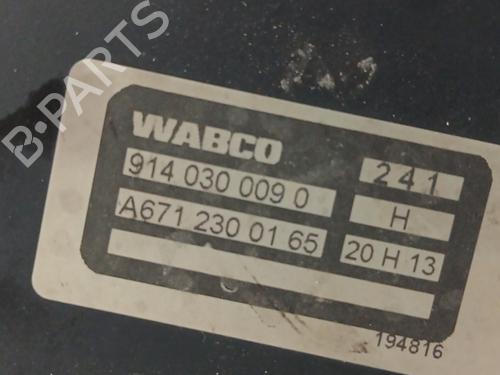 B-PARTS
WABCO
914 030 009 0
241
A671 230 01 65
H
20 H 13
194816